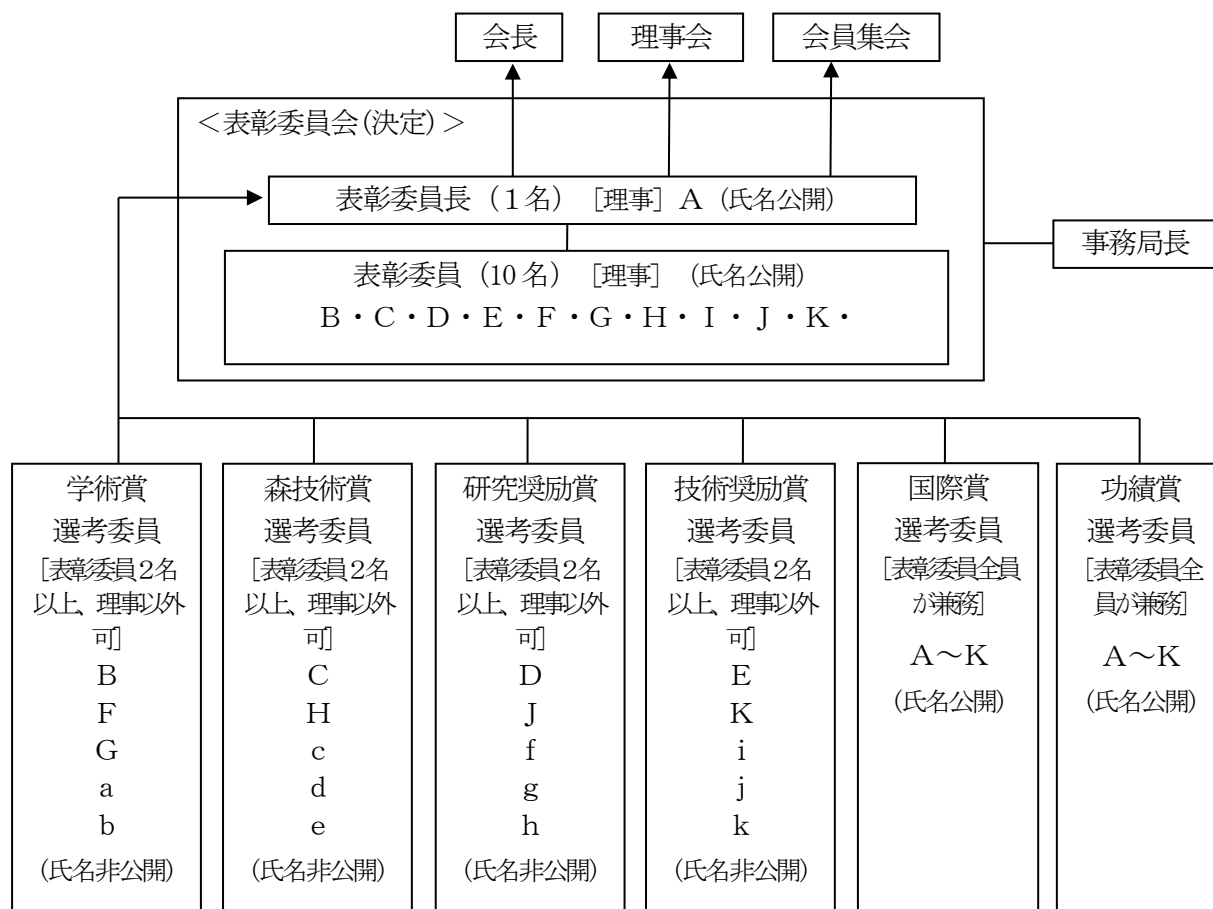 会長
理事会
会員集会
＜表彰委員会(決定)＞
表彰委員長（１名）［理事］Ａ（氏名公開）
事務局長
表彰委員（10名）［理事］（氏名公開）
Ｂ・Ｃ・Ｄ・Ｅ・Ｆ・Ｇ・Ｈ・Ｉ・Ｊ・Ｋ・
学術賞
選考委員
[表彰委員２名
以上、理事以外
可]
Ｂ
Ｆ
Ｇ
ａ
ｂ
(氏名非公開)
森技術賞
選考委員
[表彰委員２名
以上、理事以外
可]
Ｃ
Ｈ
ｃ
ｄ
ｅ
(氏名非公開)
研究奨励賞
選考委員
[表彰委員２名
以上、理事以外
可]
Ｄ
Ｊ
ｆ
ｇ
ｈ
(氏名非公開)
技術奨励賞
選考委員
[表彰委員２名
以上、理事以外
可]
Ｅ
Ｋ
ｉ
ｊ
ｋ
(氏名非公開)
国際賞
選考委員
[表彰委員全員
が兼務]
Ａ～Ｋ
(氏名公開)
功績賞
選考委員
[表彰委員全
員が兼務]
Ａ～Ｋ
(氏名公開)